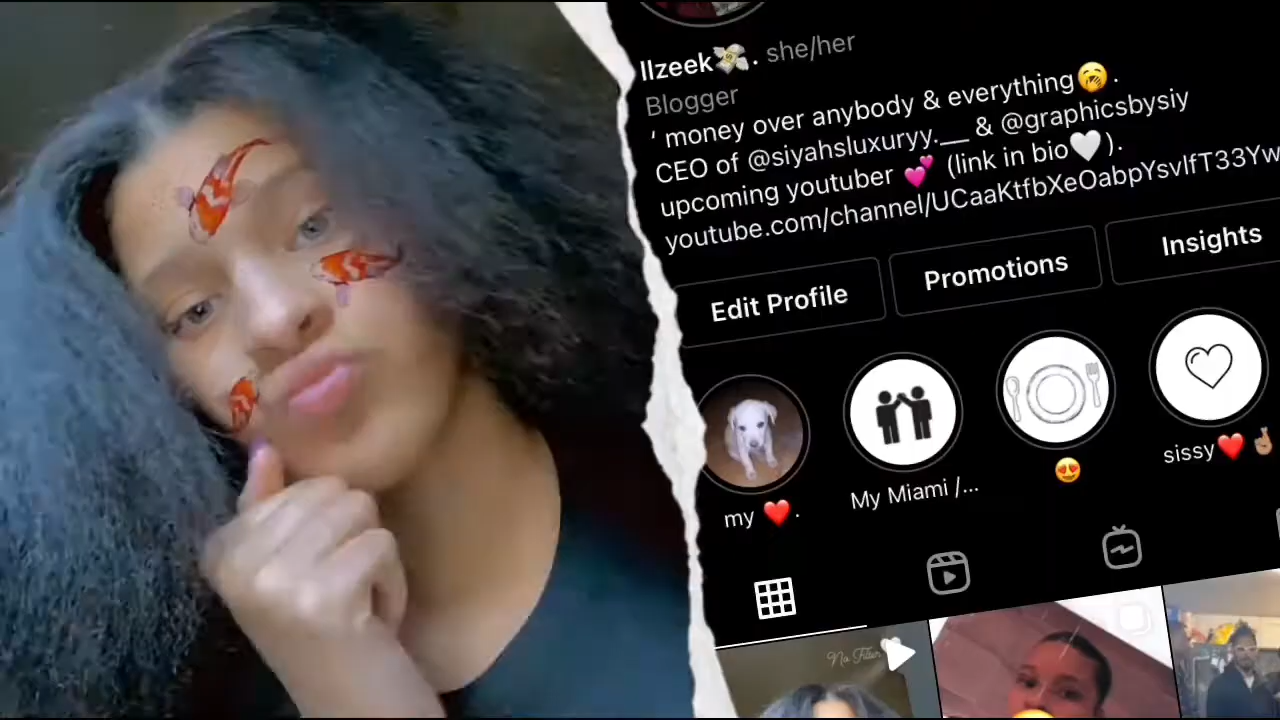 llzeek💸. she/her
Blogger
‘ money over anybody & everything🥱.
CEO of @siyahsluxuryy.__ & @graphicsbysiy
upcoming youtuber 💕 (link in bio🤍).
youtube.com/channel/UCaaKtfbXeOabpYsvIfT33Yw
Edit Profile
Promotions
Insights
my ❤️.
My Miami /...
😍
sissy❤️🤞🏽
No Filter